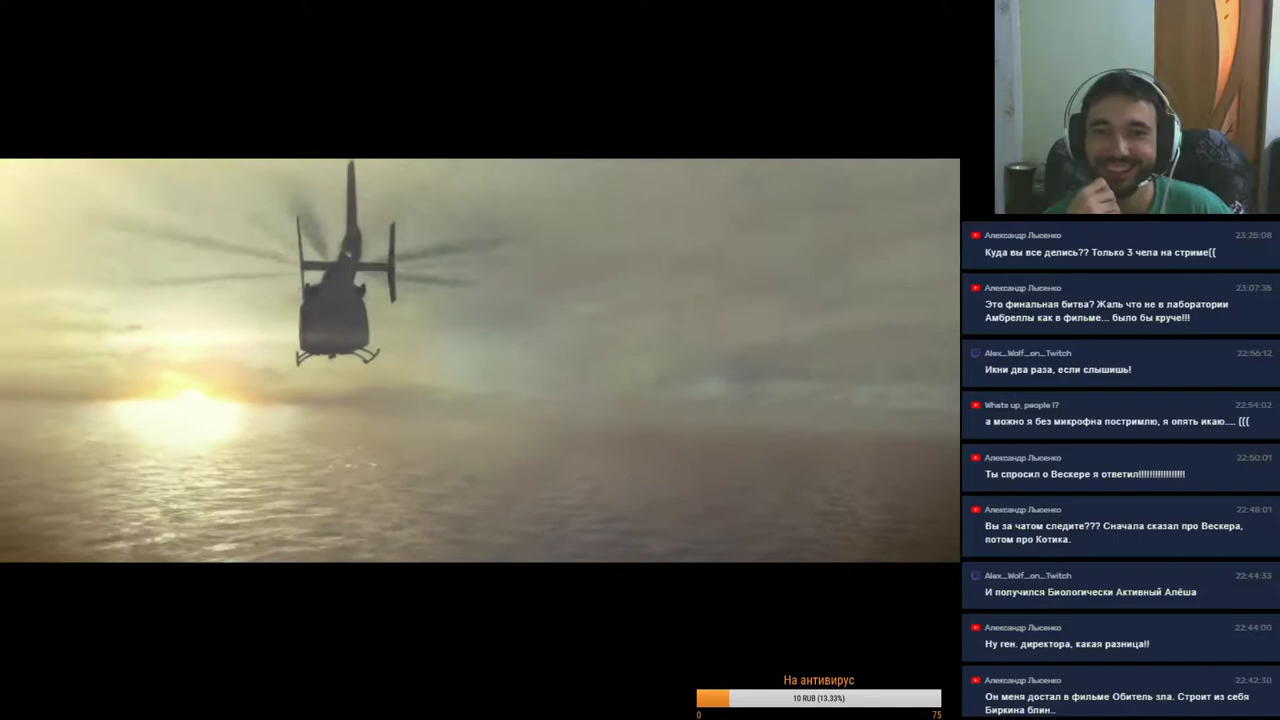 Александр Лысенко 23:25:08
Куда вы все делись?? Только 3 чела на стриме((
Александр Лысенко 23:07:35
Это финальная битва? Жаль что не в лаборатории
Амбреллы как в фильме... было бы круче!!!
Alex_Wolf_on_Twitch 22:56:12
Икни два раза, если слышишь!
Whats up, people !? 22:54:02
а можно я без микрофна постримлю, я опять икаю.... (((
Александр Лысенко 22:50:01
Ты спросил о Вескере я ответил!!!!!!!!!!!!!!!!!
Александр Лысенко 22:48:01
Вы за чатом следите??? Сначала сказал про Вескера,
потом про Котика.
Alex_Wolf_on_Twitch 22:44:33
И получился Биологически Активный Алёша
Александр Лысенко 22:44:00
Ну ген. директора, какая разница!!
Александр Лысенко 22:42:30
Он меня достал в фильме Обитель зла. Строит из себя
Биркина блин..
На антивирус
10 RUB (13.33%)
0 75